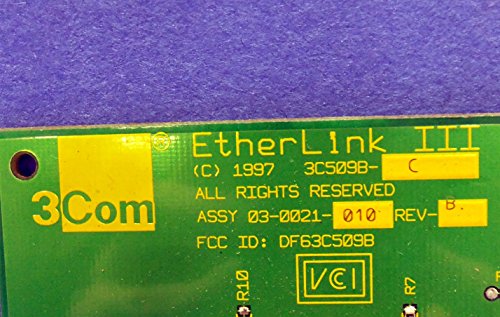 3Com
® EtherLink III
(C) 1997 3C509B-C
ALL RIGHTS RESERVED
ASSY 03-0021-010 REV-B.
FCC ID: DF63C509B
VCI
R10
R7